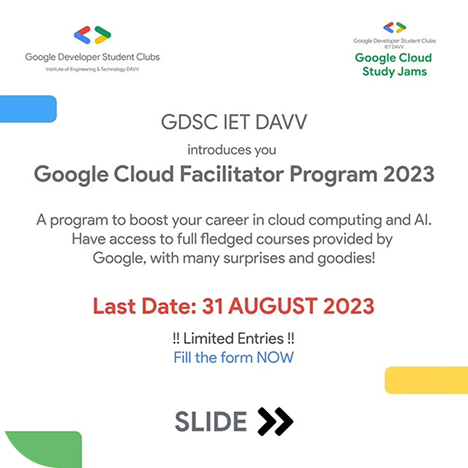 Google Developer Student Clubs
Institute of Engineering & Technology DAVV
Google Developer Student Clubs
IET DAVV
Google Cloud
Study Jams
GDSC IET DAVV
introduces you
Google Cloud Facilitator Program 2023
A program to boost your career in cloud computing and AI.
Have access to full fledged courses provided by
Google, with many surprises and goodies!
Last Date: 31 AUGUST 2023
!! Limited Entries !!
Fill the form NOW
SLIDE